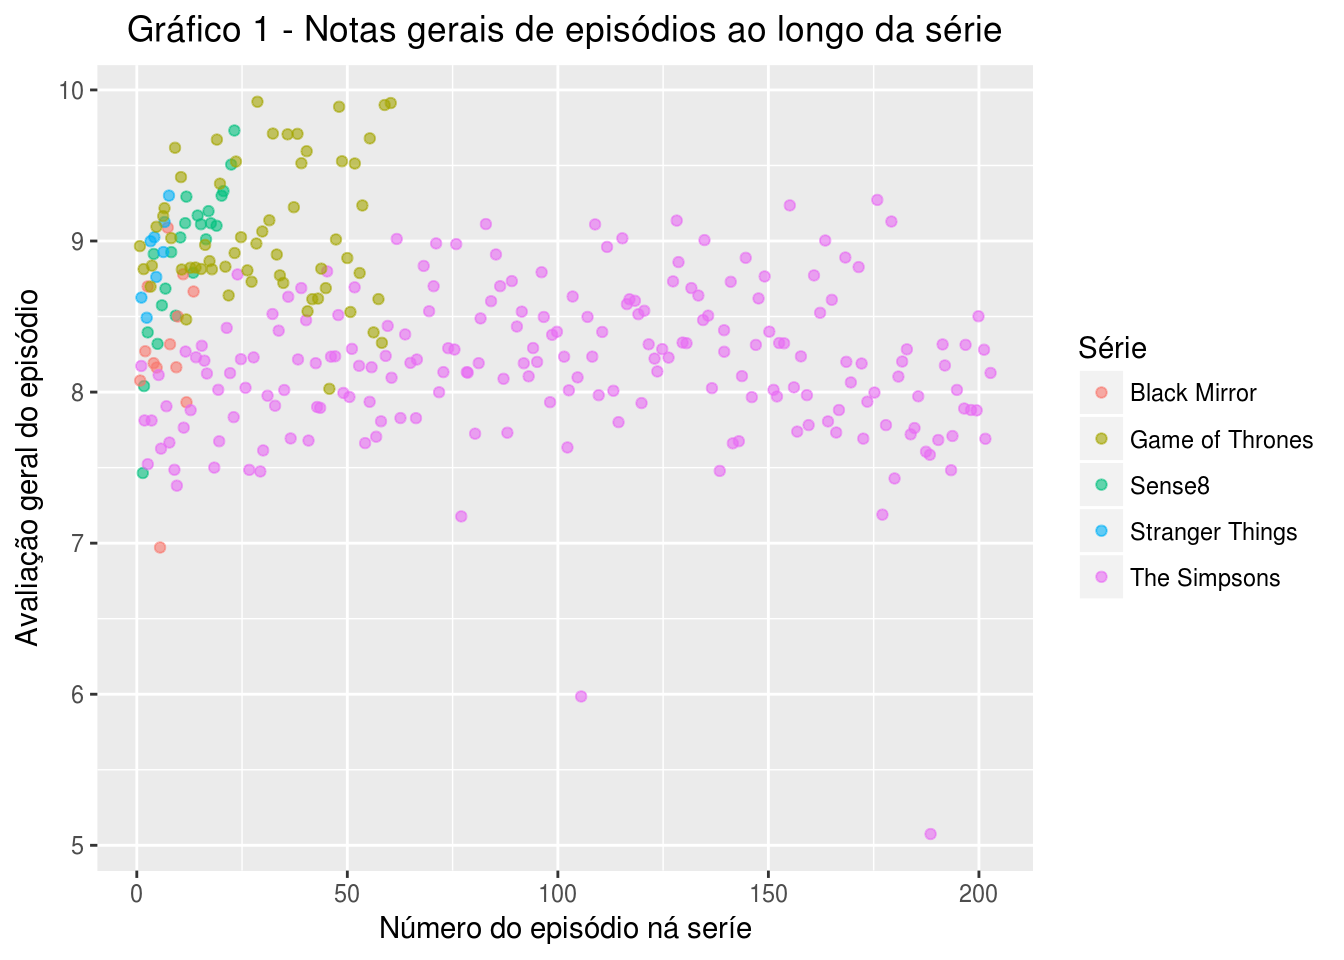 Gráfico 1 - Notas gerais de episódios ao longo da série
Avaliação geral do episódio
10
9
8
7
6
5
0 50 100 150 200
Número do episódio ná seríe
Série
Black Mirror
Game of Thrones
Sense8
Stranger Things
The Simpsons